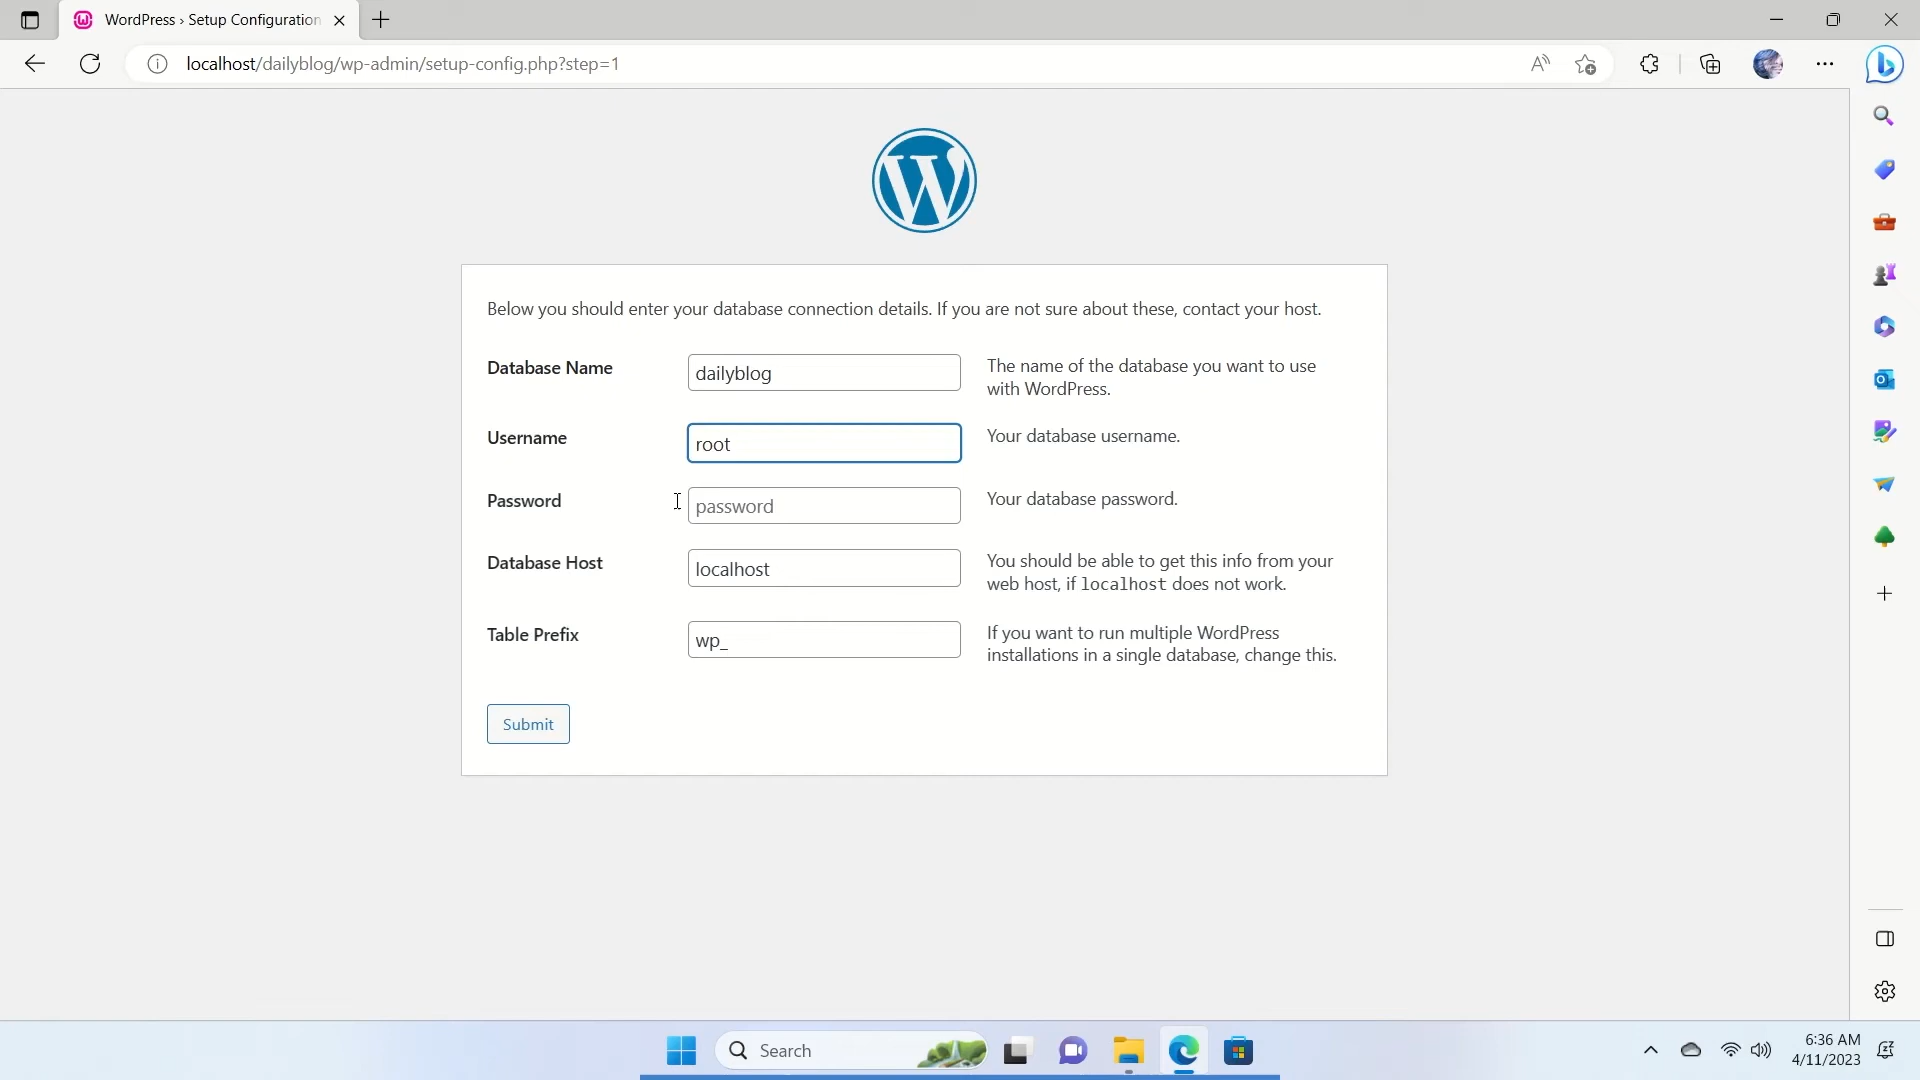 WordPress › Setup Configuration
localhost/dailyblog/wp-admin/setup-config.php?step=1
Below you should enter your database connection details. If you are not sure about these, contact your host.
Database Name
dailyblog
The name of the database you want to use
with WordPress.
Username
root
Your database username.
Password
password
Your database password.
Database Host
localhost
You should be able to get this info from your
web host, if localhost does not work.
Table Prefix
wp_
If you want to run multiple WordPress
installations in a single database, change this.
Submit
Search
6:36 AM
4/11/2023